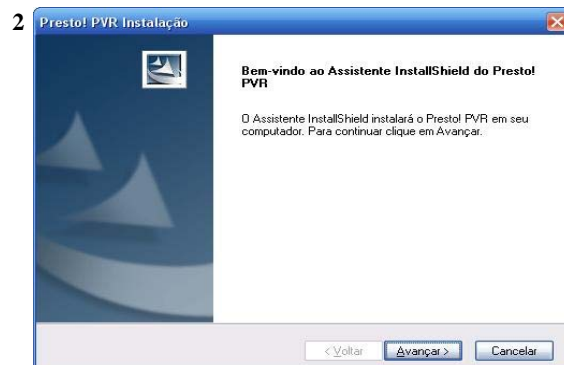 2
Presto! PVR Instalação
Bem-vindo ao Assistente InstallShield do Presto!
PVR
O Assistente InstallShield instalará o Presto! PVR em seu
computador. Para continuar clique em Avançar.
< Voltar Avançar > Cancelar